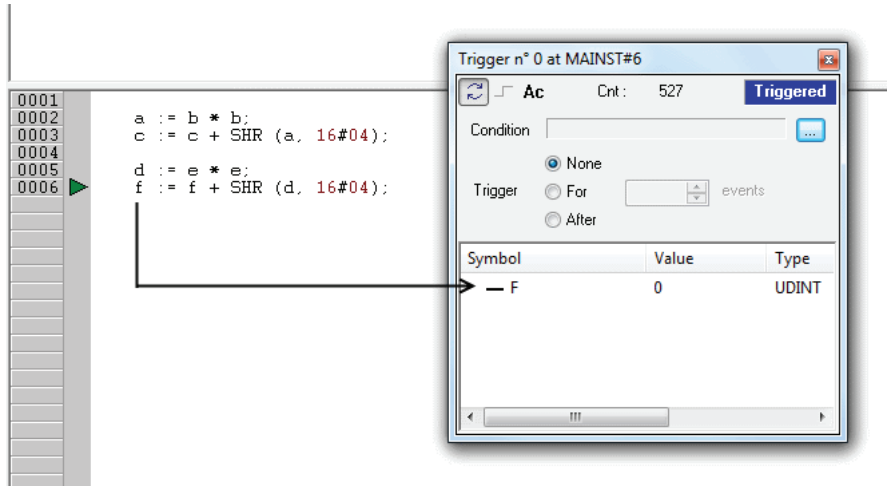 Trigger n° 0 at MAINST#6
Ac Cnt : 527 Triggered
Condition ...
None
Trigger For events
After
Symbol Value Type
F 0 UDINT
0001
0002 a := b * b;
0003 c := c + SHR (a, 16#04);
0004
0005 d := e * e;
0006 f := f + SHR (d, 16#04);